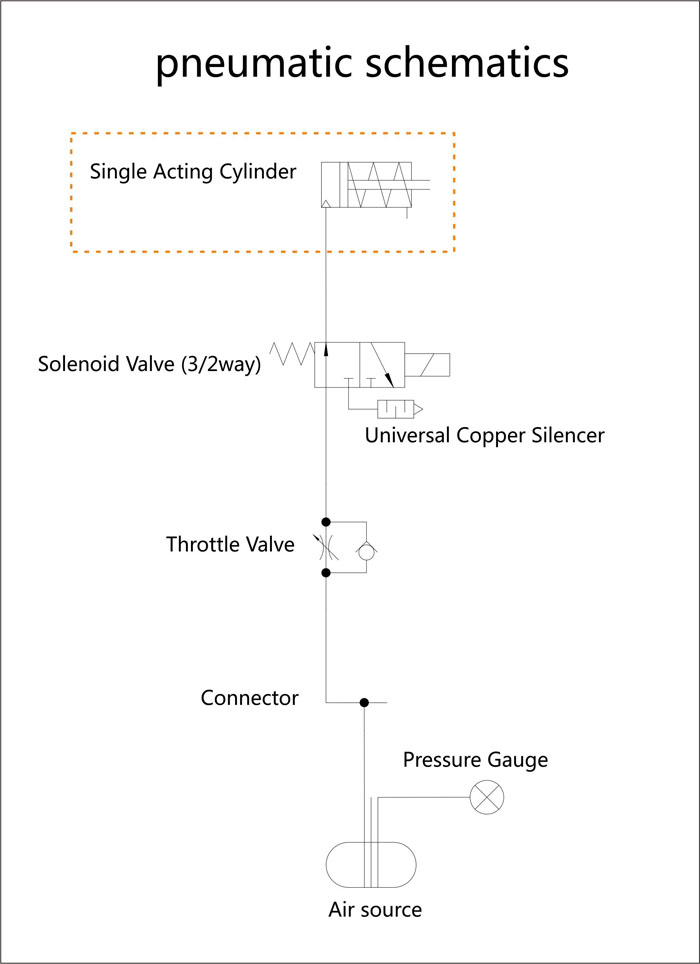 pneumatic schematics
Single Acting Cylinder
Solenoid Valve (3/2way)
Universal Copper Silencer
Throttle Valve
Connector
Pressure Gauge
Air source